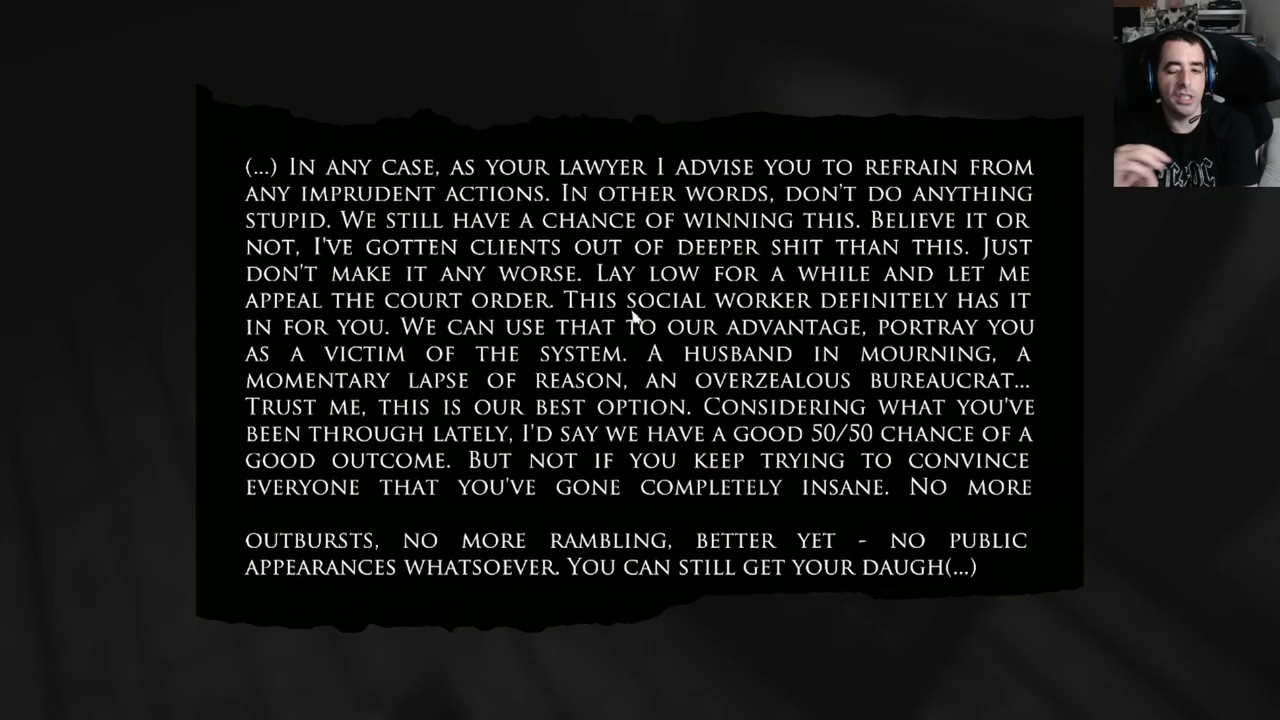 (...) IN ANY CASE, AS YOUR LAWYER I ADVISE YOU TO REFRAIN FROM
ANY IMPRUDENT ACTIONS. IN OTHER WORDS, DON'T DO ANYTHING
STUPID. WE STILL HAVE A CHANCE OF WINNING THIS. BELIEVE IT OR
NOT, I'VE GOTTEN CLIENTS OUT OF DEEPER SHIT THAN THIS. JUST
DON'T MAKE IT ANY WORSE. LAY LOW FOR A WHILE AND LET ME
APPEAL THE COURT ORDER. THIS SOCIAL WORKER DEFINITELY HAS IT
IN FOR YOU. WE CAN USE THAT TO OUR ADVANTAGE, PORTRAY YOU
AS A VICTIM OF THE SYSTEM. A HUSBAND IN MOURNING, A
MOMENTARY LAPSE OF REASON, AN OVERZEALOUS BUREAUCRAT...
TRUST ME, THIS IS OUR BEST OPTION. CONSIDERING WHAT YOU'VE
BEEN THROUGH LATELY, I'D SAY WE HAVE A GOOD 50/50 CHANCE OF A
GOOD OUTCOME. BUT NOT IF YOU KEEP TRYING TO CONVINCE
EVERYONE THAT YOU'VE GONE COMPLETELY INSANE. NO MORE
OUTBURSTS, NO MORE RAMBLING, BETTER YET - NO PUBLIC
APPEARANCES WHATSOEVER. YOU CAN STILL GET YOUR DAUGH(...)